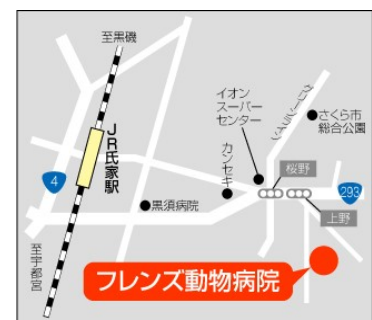 至黒磯
JR氏家駅
4
至宇都宮
イオン
スーパー
センター
カンセキ
グリーンライン
さくら市
総合公園
黒須病院
桜野
293
上野
フレンズ動物病院